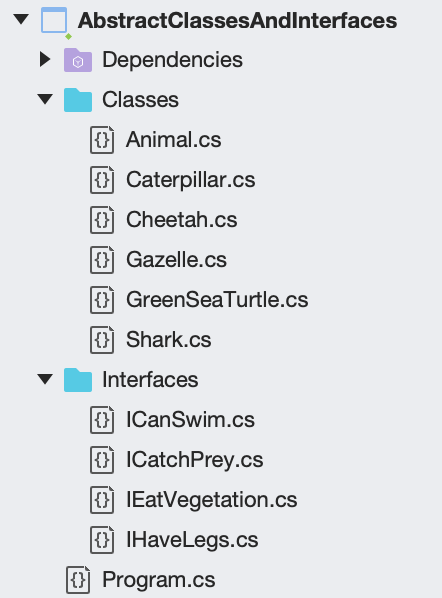 AbstractClassesAndInterfaces
Dependencies
Classes
{} Animal.cs
{} Caterpillar.cs
{} Cheetah.cs
{} Gazelle.cs
{} GreenSeaTurtle.cs
{} Shark.cs
Interfaces
{} ICanSwim.cs
{} ICatchPrey.cs
{} IEatVegetation.cs
{} IHaveLegs.cs
{} Program.cs